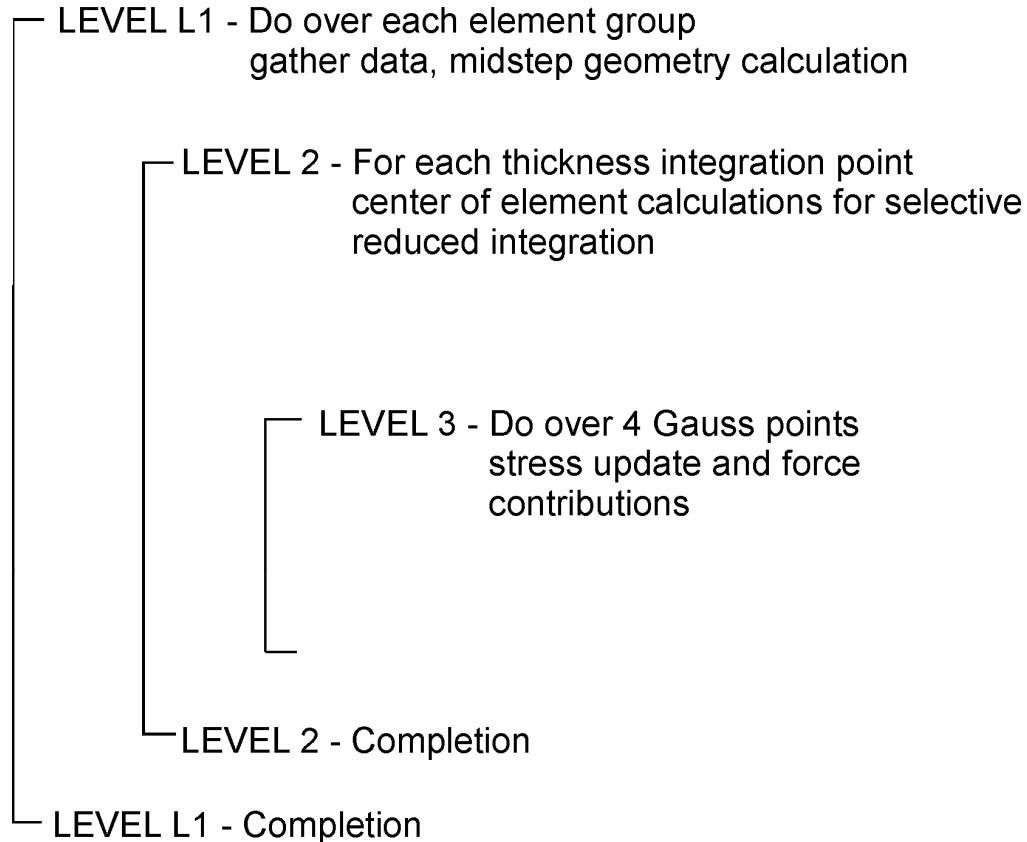 LEVEL L1 - Do over each element group
gather data, midstep geometry calculation
LEVEL 2 - For each thickness integration point
center of element calculations for selective
reduced integration
LEVEL 3 - Do over 4 Gauss points
stress update and force
contributions
LEVEL 2 - Completion
LEVEL L1 - Completion